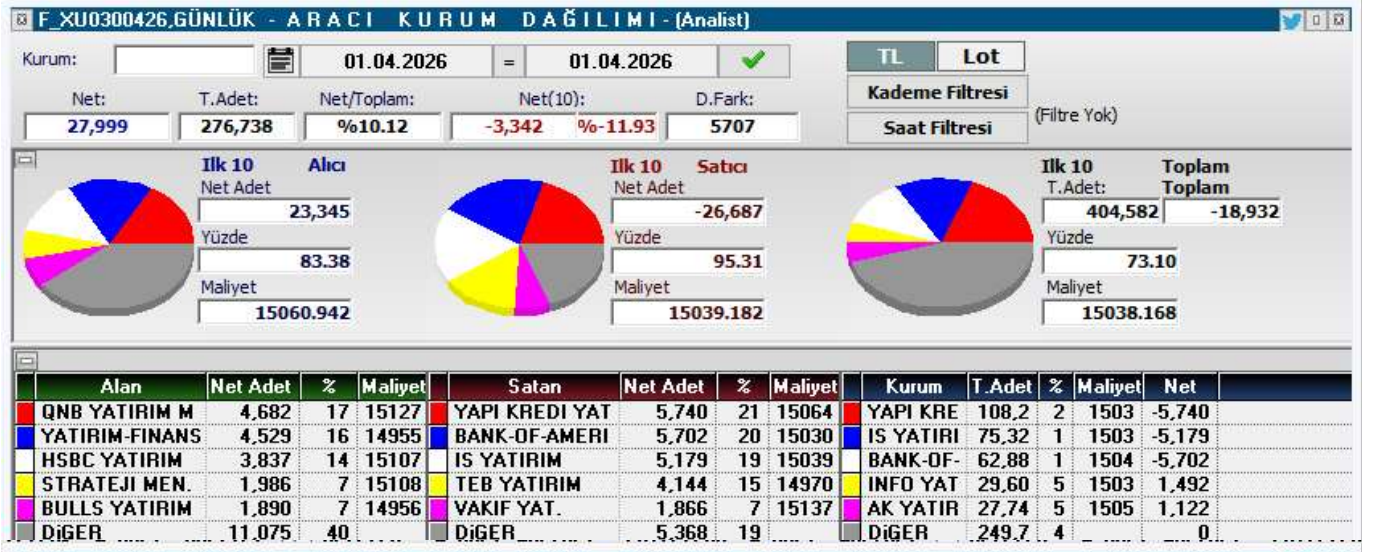 F_XU0300426,GÜNLÜK - A R A C I   K U R U M   D A Ğ I L I M I - (Analist)
Kurum: 01.04.2026 = 01.04.2026 TL Lot
Kademe Filtresi
Net: T.Adet: Net/Toplam: Net(10): D.Fark:
(Filtre Yok)
27,999 276,738 %10.12 -3,342 %-11.93 5707 Saat Filtresi
Ilk 10 Alıcı Ilk 10 Satıcı Ilk 10 Toplam
Net Adet Net Adet T.Adet: Toplam
23,345 -26,687 404,582 -18,932
Yüzde Yüzde Yüzde
83.38 95.31 73.10
Maliyet Maliyet Maliyet
15060.942 15039.182 15038.168
Alan Net Adet % Maliyet Satan Net Adet % Maliyet Kurum T.Adet % Maliyet Net
QNB YATIRIM M 4,682 17 15127 YAPI KREDI YAT 5,740 21 15064 YAPI KRE 108,2 2 1503 -5,740
YATIRIM-FINANS 4,529 16 14955 BANK-OF-AMERI 5,702 20 15030 IS YATIRI 75,32 1 1503 -5,179
HSBC YATIRIM 3,837 14 15107 IS YATIRIM 5,179 19 15039 BANK-OF- 62,88 1 1504 -5,702
STRATEJI MEN. 1,986 7 15108 TEB YATIRIM 4,144 15 14970 INFO YAT 29,60 5 1503 1,492
BULLS YATIRIM 1,890 7 14956 VAKIF YAT. 1,866 7 15137 AK YATIR 27,74 5 1505 1,122
DiGER 11,075 40 DiGER 5,368 19 DiGER 249,7 4 0